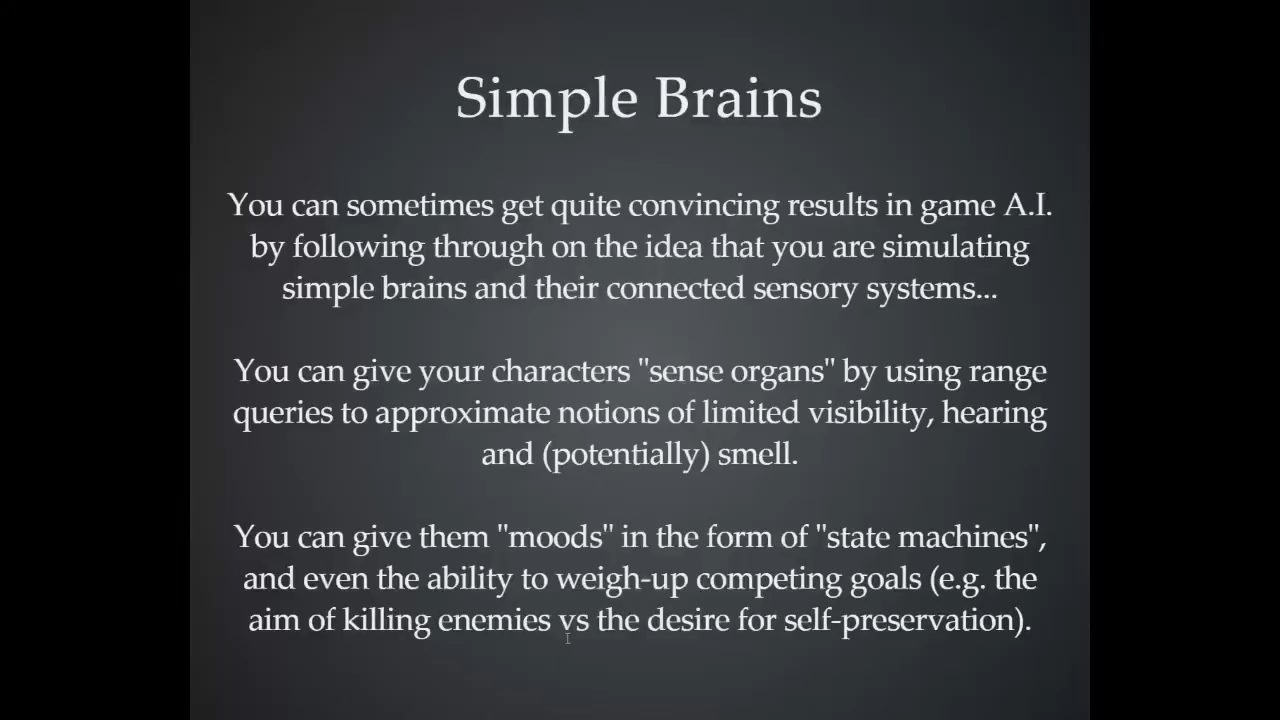 Simple Brains
You can sometimes get quite convincing results in game A.I.
by following through on the idea that you are simulating
simple brains and their connected sensory systems...
You can give your characters "sense organs" by using range
queries to approximate notions of limited visibility, hearing
and (potentially) smell.
You can give them "moods" in the form of "state machines",
and even the ability to weigh-up competing goals (e.g. the
aim of killing enemies vs the desire for self-preservation).